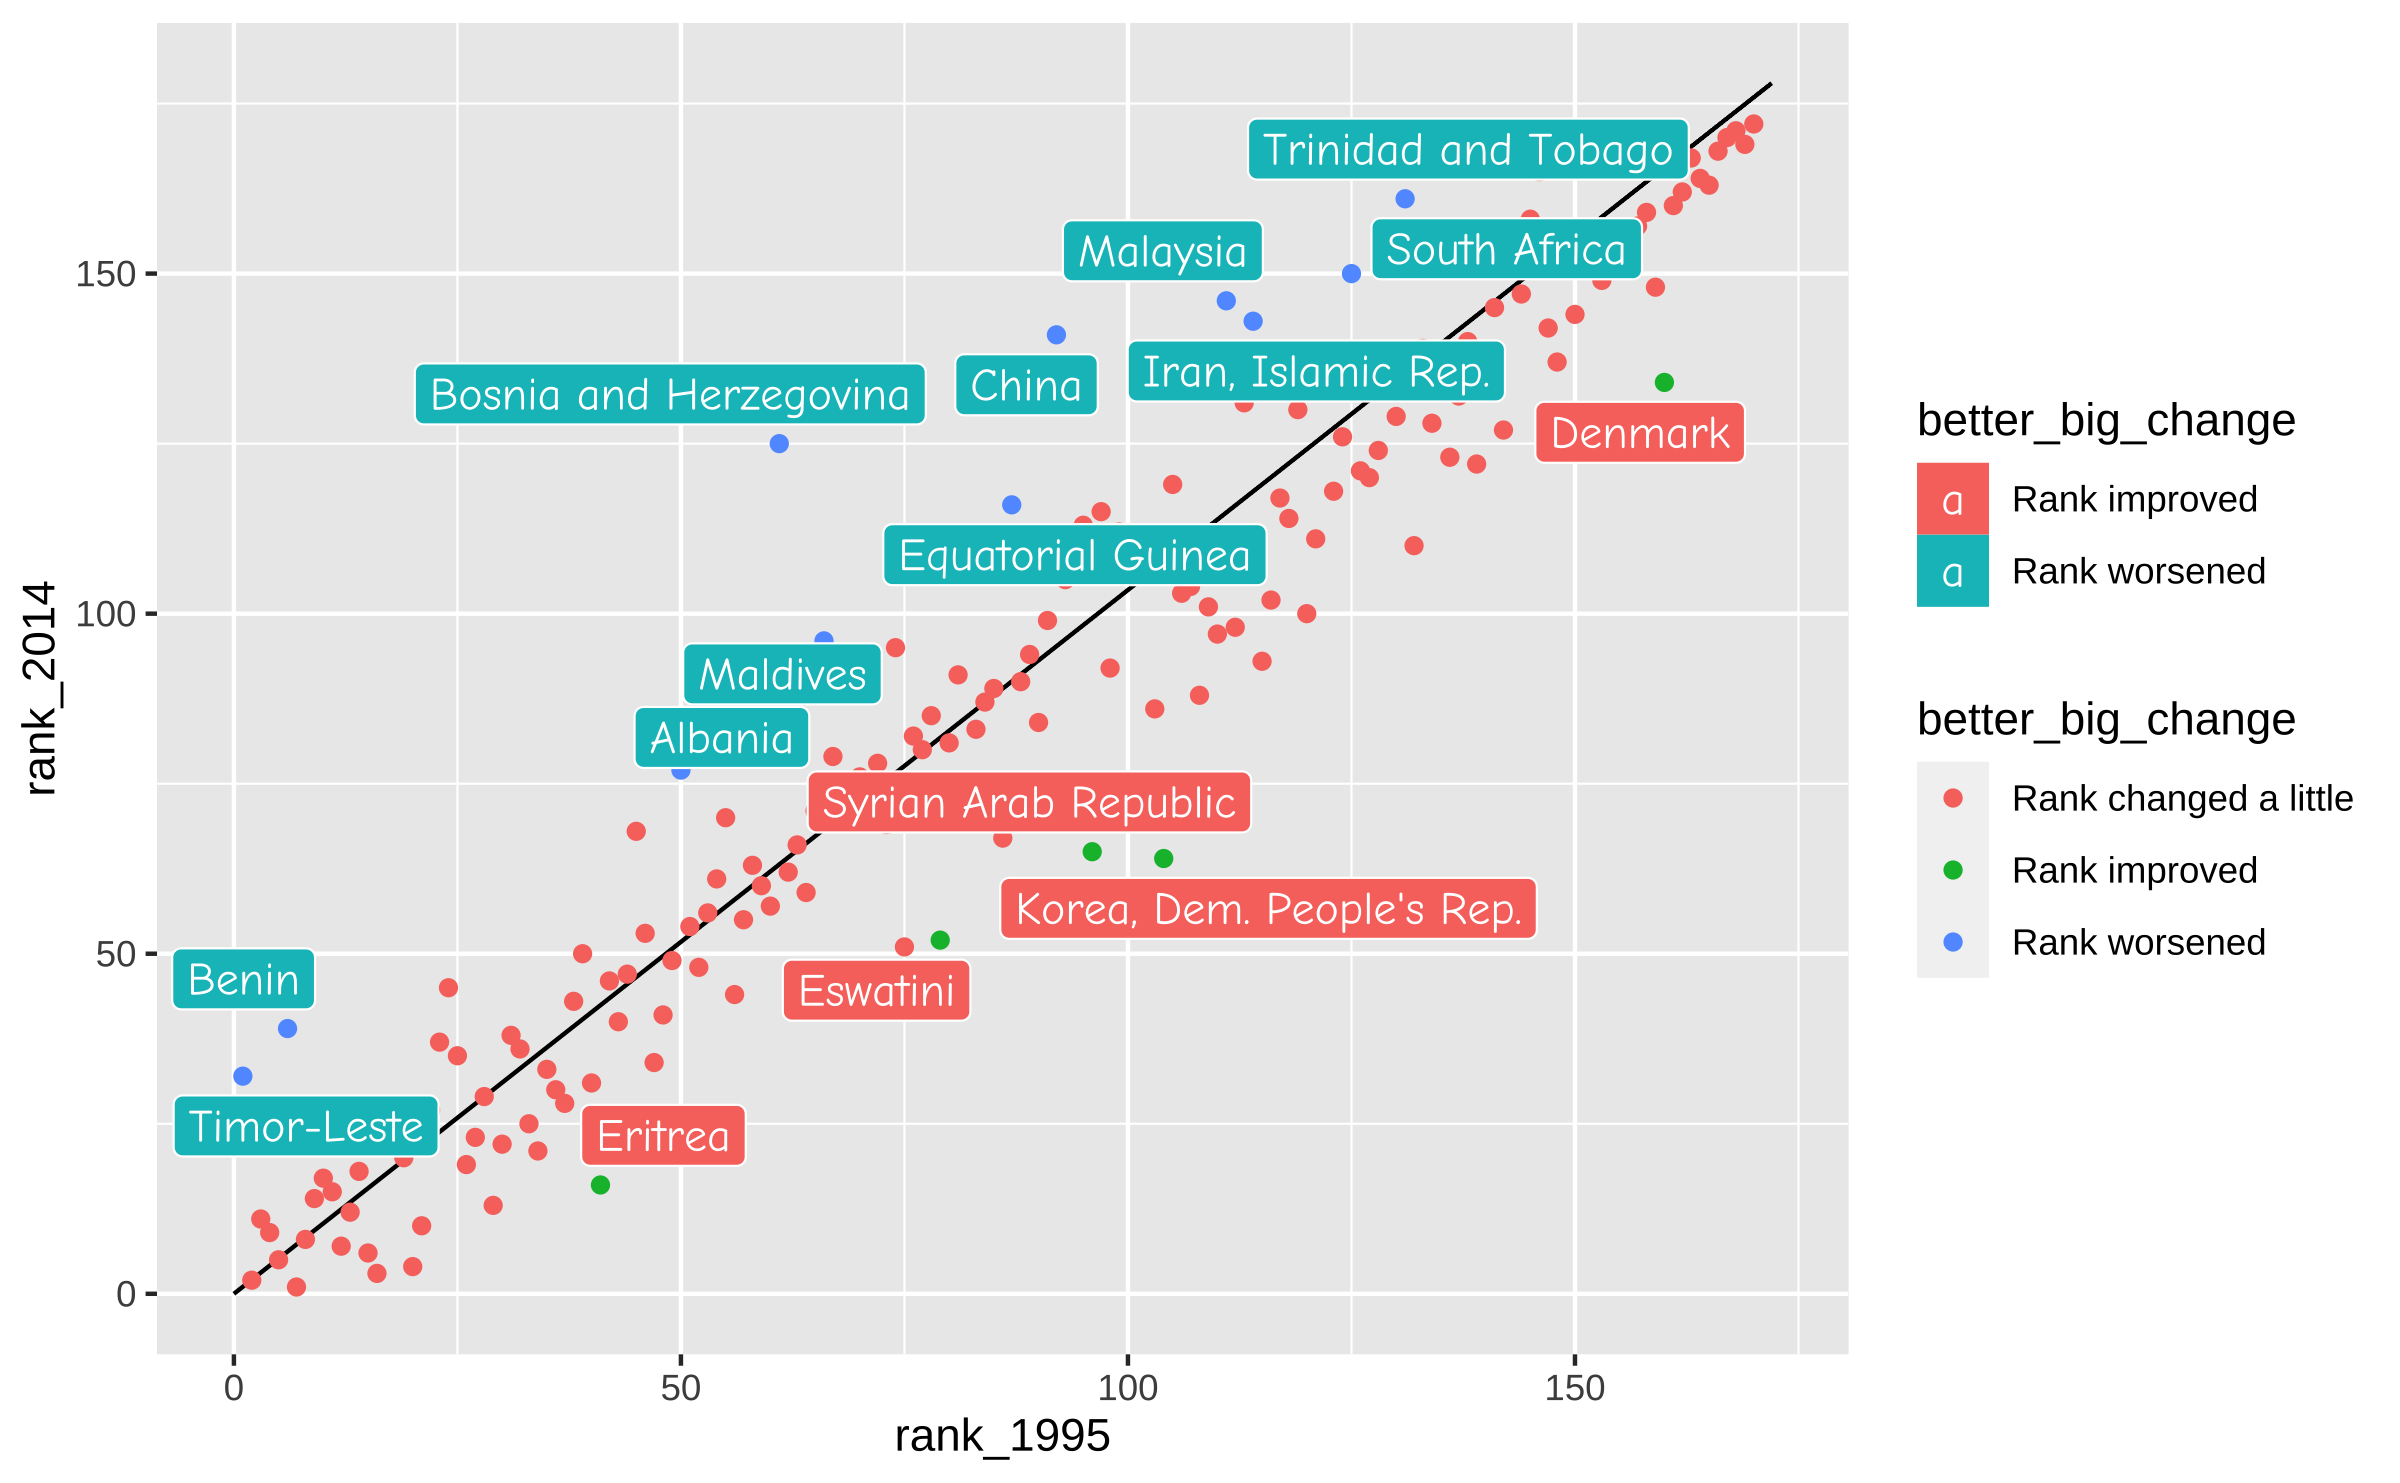 Trinidad and Tobago
Malaysia
South Africa
150
Iran, Islamic Rep.
China
Bosnia and Herzegovina
Denmark
Equatorial Guinea
100
Maldives
Albania
Syrian Arab Republic
Korea, Dem. People's Rep.
50
Benin
Eswatini
Timor-Leste
Eritrea
0
0
50
100
150
rank_1995
rank_2014
better_big_change
a Rank improved
a Rank worsened
better_big_change
Rank changed a little
Rank improved
Rank worsened